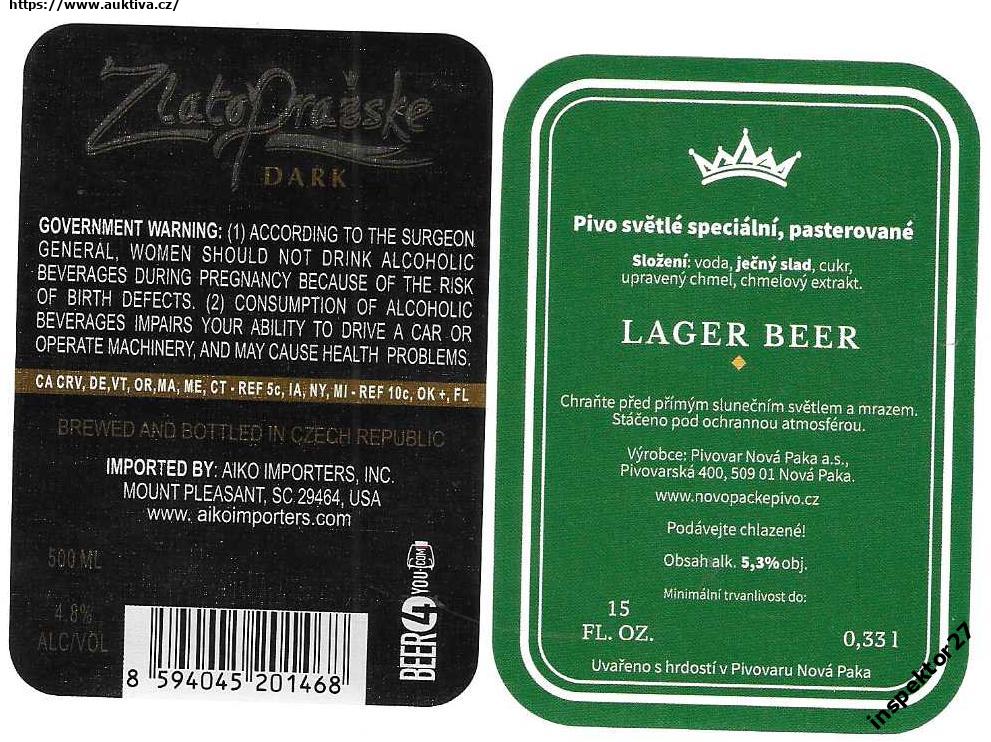 https://www.auktiva.cz/
ZlatoPražske
DARK
GOVERNMENT WARNING: (1) ACCORDING TO THE SURGEON
GENERAL, WOMEN SHOULD NOT DRINK ALCOHOLIC
BEVERAGES DURING PREGNANCY BECAUSE OF THE RISK
OF BIRTH DEFECTS. (2) CONSUMPTION OF ALCOHOLIC
BEVERAGES IMPAIRS YOUR ABILITY TO DRIVE A CAR OR
OPERATE MACHINERY, AND MAY CAUSE HEALTH PROBLEMS.
CA CRV, DE,VT, OR,MA, ME, CT - REF 5c, IA, NY, MI - REF 10c, OK +, FL
BREWED AND BOTTLED IN CZECH REPUBLIC
IMPORTED BY: AIKO IMPORTERS, INC.
MOUNT PLEASANT, SC 29464, USA
www. aikoimporters.com
500 ML
4.8%
ALC/VOL
8 594045 201468
BEER4YOU.COM
Pivo světlé speciální, pasterované
Složení: voda, ječný slad, cukr,
upravený chmel, chmelový extrakt.
LAGER BEER
Chraňte před přímým slunečním světlem a mrazem.
Stáčeno pod ochrannou atmosférou.
Výrobce: Pivovar Nová Paka a.s.,
Pivovarská 400, 509 01 Nová Paka.
www.novopackepivo.cz
Podávejte chlazené!
Obsah alk. 5,3% obj.
Minimální trvanlivost do:
15
FL. OZ.
0,33 l
Uvařeno s hrdostí v Pivovaru Nová Paka
inspektor27